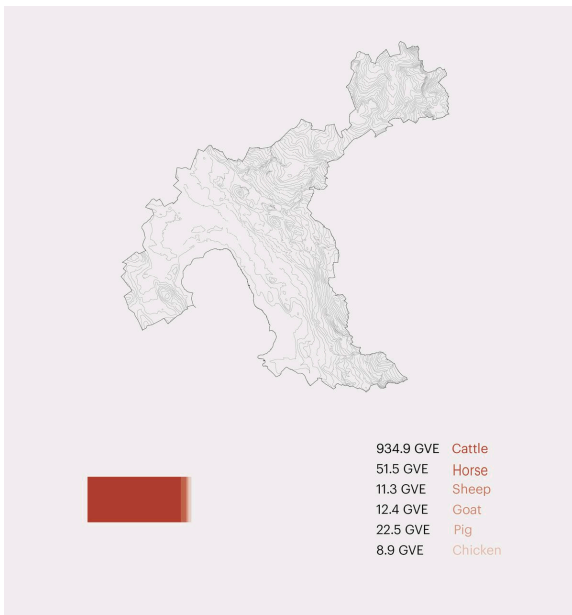 934.9 GVE Cattle
51.5 GVE Horse
11.3 GVE Sheep
12.4 GVE Goat
22.5 GVE Pig
8.9 GVE Chicken